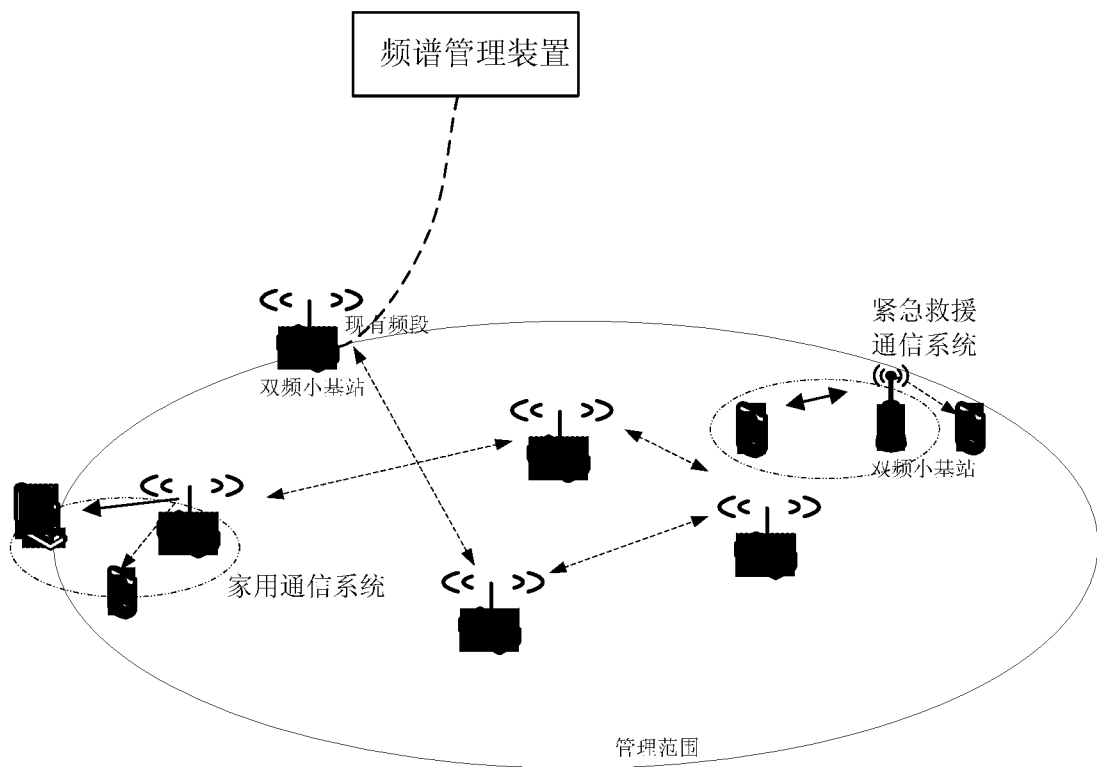 频谱管理装置
现有频段
双频小基站
紧急救援
通信系统
双频小基站
家用通信系统
管理范围